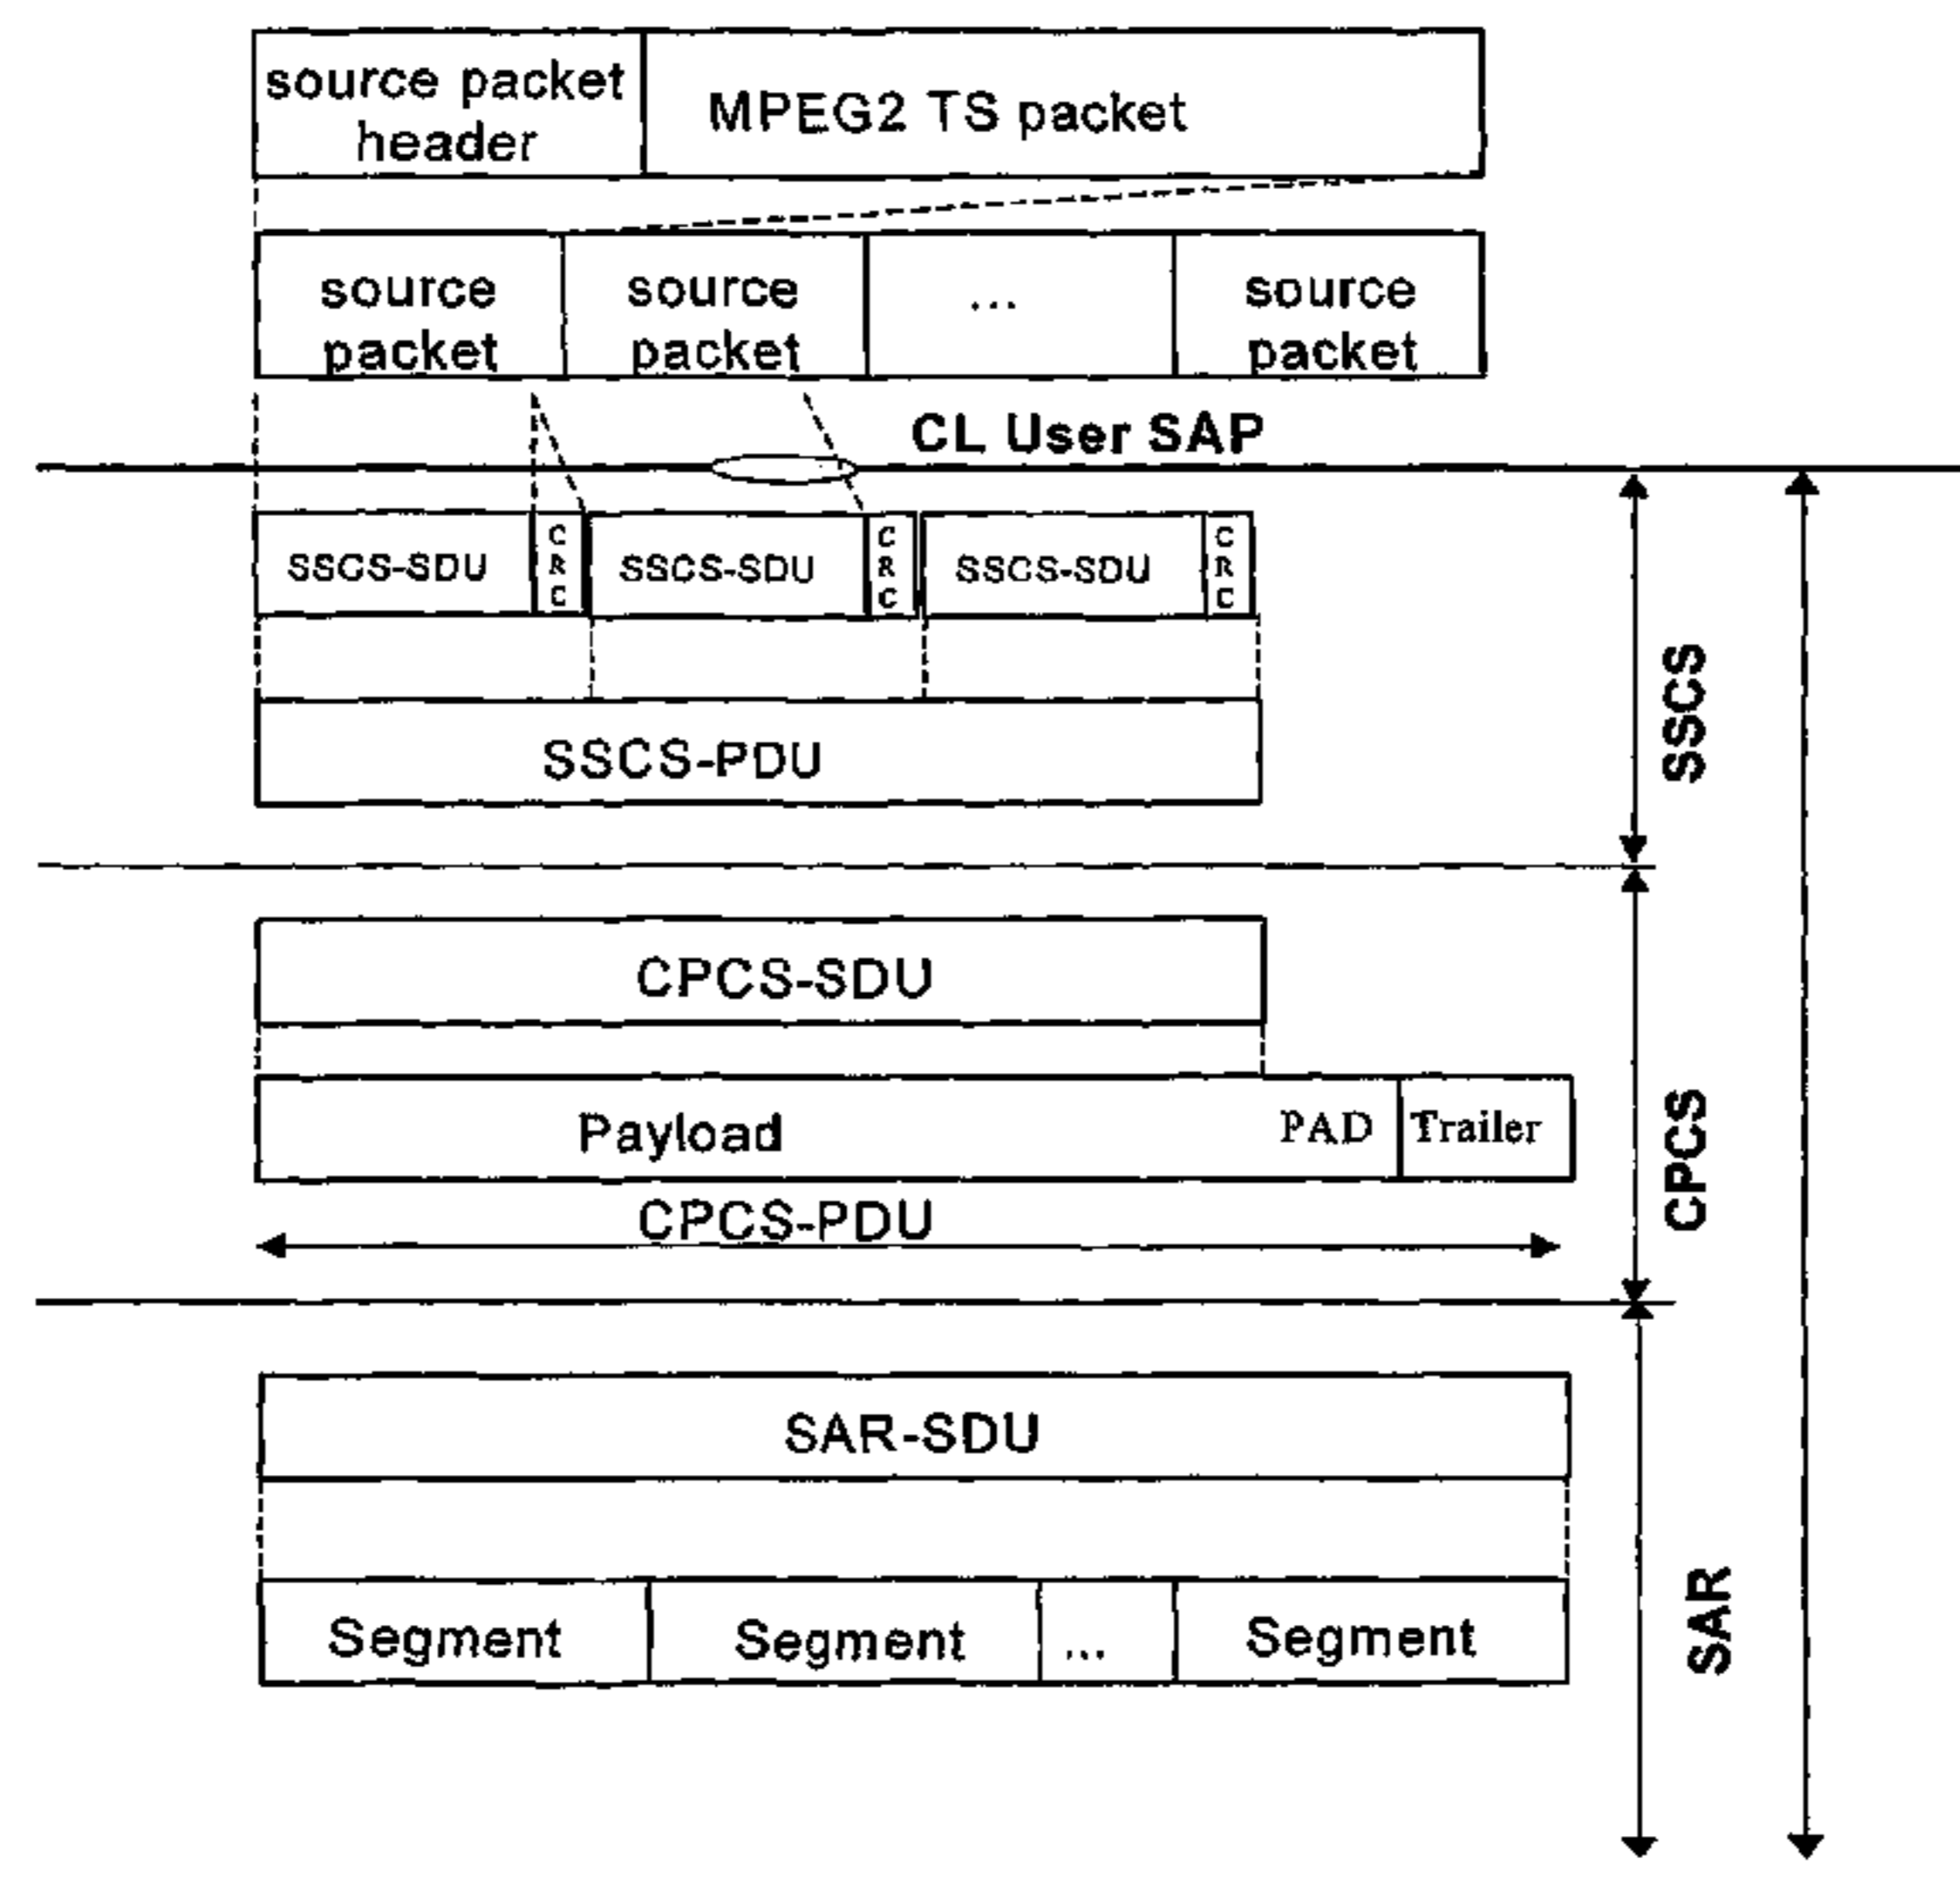 source packet
header
MPEG2 TS packet
source
packet
source
packet
...
source
packet
CL User SAP
SSCS-SDU
CRC
SSCS-SDU
CRC
SSCS-SDU
CRC
SSCS-PDU
SSCS
CPCS-SDU
Payload
PAD
Trailer
CPCS-PDU
CPCS
SAR-SDU
Segment
Segment
...
Segment
SAR